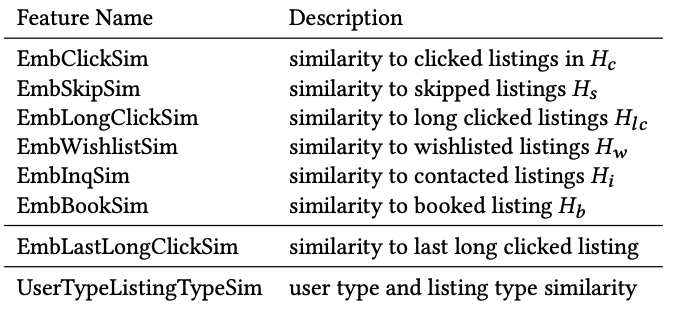 Feature Name Description
EmbClickSim similarity to clicked listings in H_c
EmbSkipSim similarity to skipped listings H_s
EmbLongClickSim similarity to long clicked listings H_lc
EmbWishlistSim similarity to wishlisted listings H_w
EmbInqSim similarity to contacted listings H_i
EmbBookSim similarity to booked listing H_b
EmbLastLongClickSim similarity to last long clicked listing
UserTypeListingTypeSim user type and listing type similarity